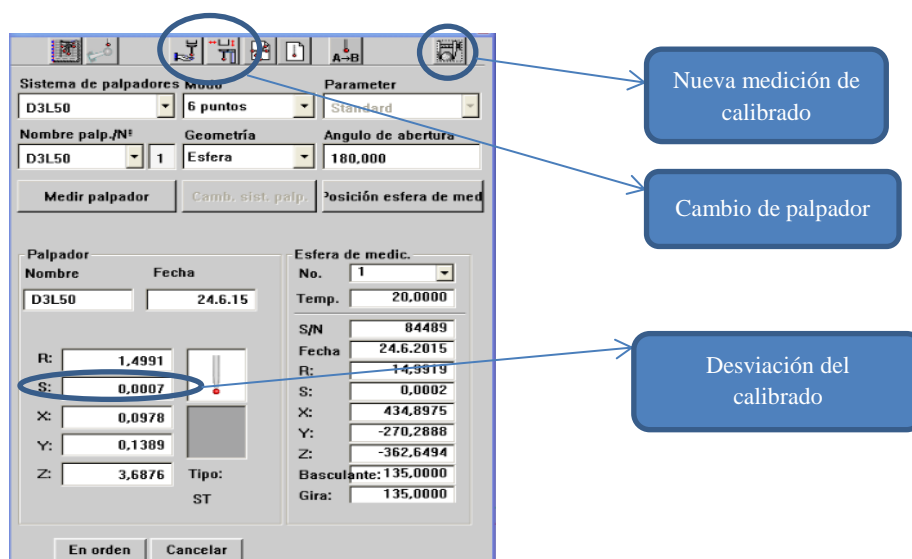 A→B
Nueva medición de
calibrado
Sistema de palpadores Modo Parameter
D3L50 6 puntos Standard
Nombre palp./Nº Geometría Angulo de abertura
D3L50 1 Esfera 180,000
Medir palpador Camb. sist. palp. Posición esfera de med
Cambio de palpador
Palpador
Nombre Fecha
D3L50 24.6.15
R: 1,4991
S: 0,0007
X: 0,0978
Y: 0,1389
Z: 3,6876 Tipo:
ST
Esfera de medic.
No. 1
Temp. 20,0000
S/N 84489
Fecha 24.6.2015
R: 14,9919
S: 0,0002
X: 434,8975
Y: -270,2888
Z: -362,6494
Basculante: 135,0000
Gira: 135,0000
Desviación del
calibrado
En orden Cancelar